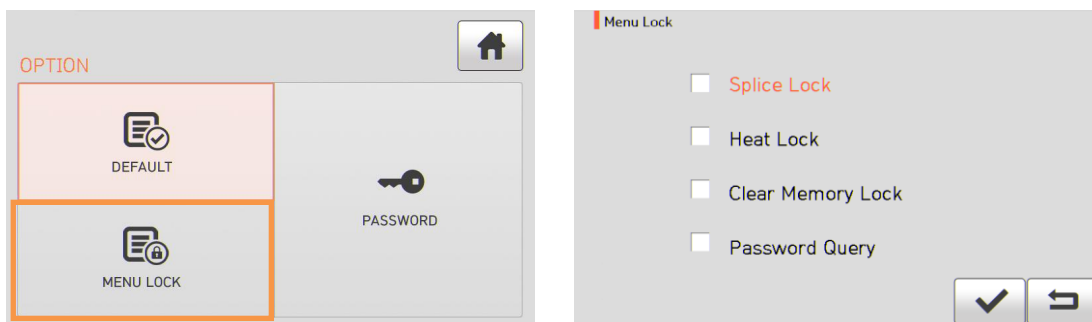 OPTION
DEFAULT
MENU LOCK
PASSWORD
Menu Lock
Splice Lock
Heat Lock
Clear Memory Lock
Password Query